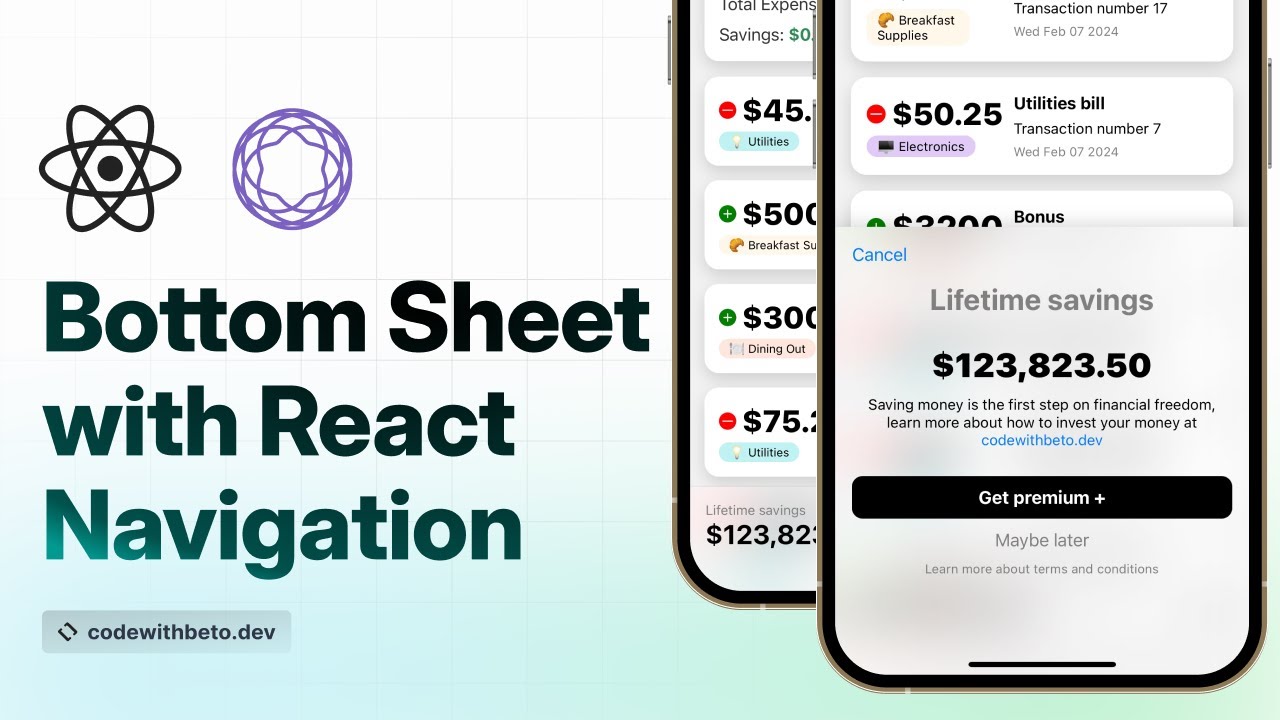 Bottom Sheet
with React
Navigation
codewithbeto.dev
Total Expens
Savings: $0.
$45.
Utilities
$500
Breakfast Su
$300
Dining Out
$75.2
Utilities
Lifetime savings
$123,823
Breakfast
Supplies
Transaction number 17
Wed Feb 07 2024
$50.25
Electronics
Utilities bill
Transaction number 7
Wed Feb 07 2024
$3200
Bonus
Cancel
Lifetime savings
$123,823.50
Saving money is the first step on financial freedom,
learn more about how to invest your money at
codewithbeto.dev
Get premium +
Maybe later
Learn more about terms and conditions